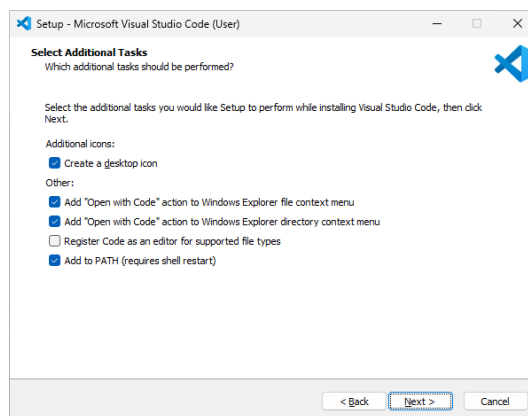 Setup - Microsoft Visual Studio Code (User)
Select Additional Tasks
Which additional tasks should be performed?
Select the additional tasks you would like Setup to perform while installing Visual Studio Code, then click
Next.
Additional icons:
Create a desktop icon
Other:
Add "Open with Code" action to Windows Explorer file context menu
Add "Open with Code" action to Windows Explorer directory context menu
Register Code as an editor for supported file types
Add to PATH (requires shell restart)
< Back Next > Cancel